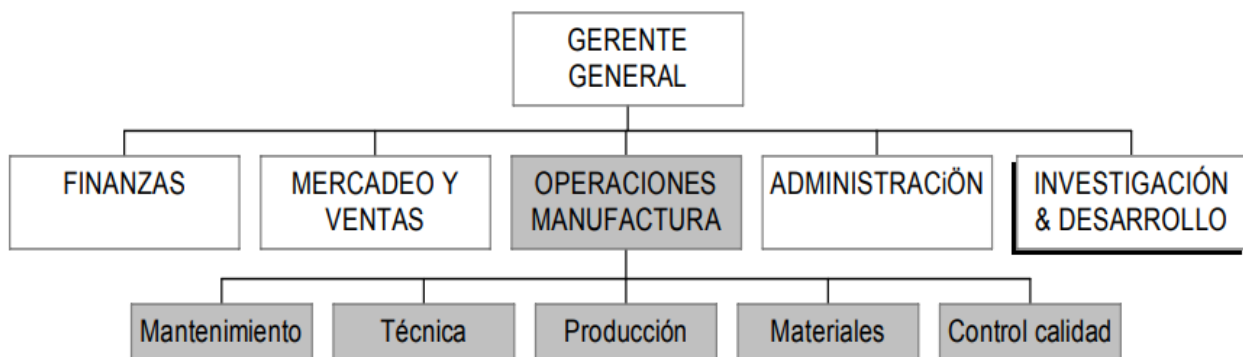 GERENTE
GENERAL
FINANZAS
MERCADEO Y
VENTAS
OPERACIONES
MANUFACTURA
ADMINISTRACiÖN
INVESTIGACIÓN
& DESARROLLO
Mantenimiento
Técnica
Producción
Materiales
Control calidad